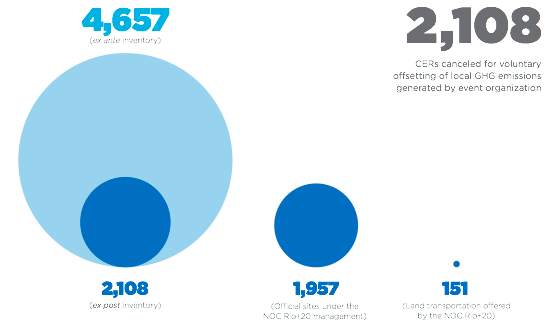 4,657
(ex ante inventory)
2,108
CERs canceled for voluntary
offsetting of local GHG emissions
generated by event organization
2,108
(ex post inventory)
1,957
(Official sites under the
NOC Rio+20 management)
151
(Land transportation offered
by the NOC Rio+20)